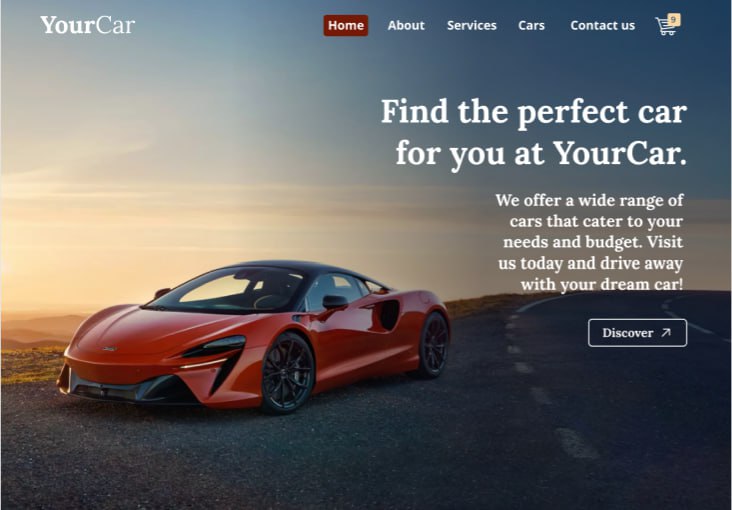 YourCar
Home About Services Cars Contact us 9
Find the perfect car
for you at YourCar.
We offer a wide range of
cars that cater to your
needs and budget. Visit
us today and drive away
with your dream car!
Discover